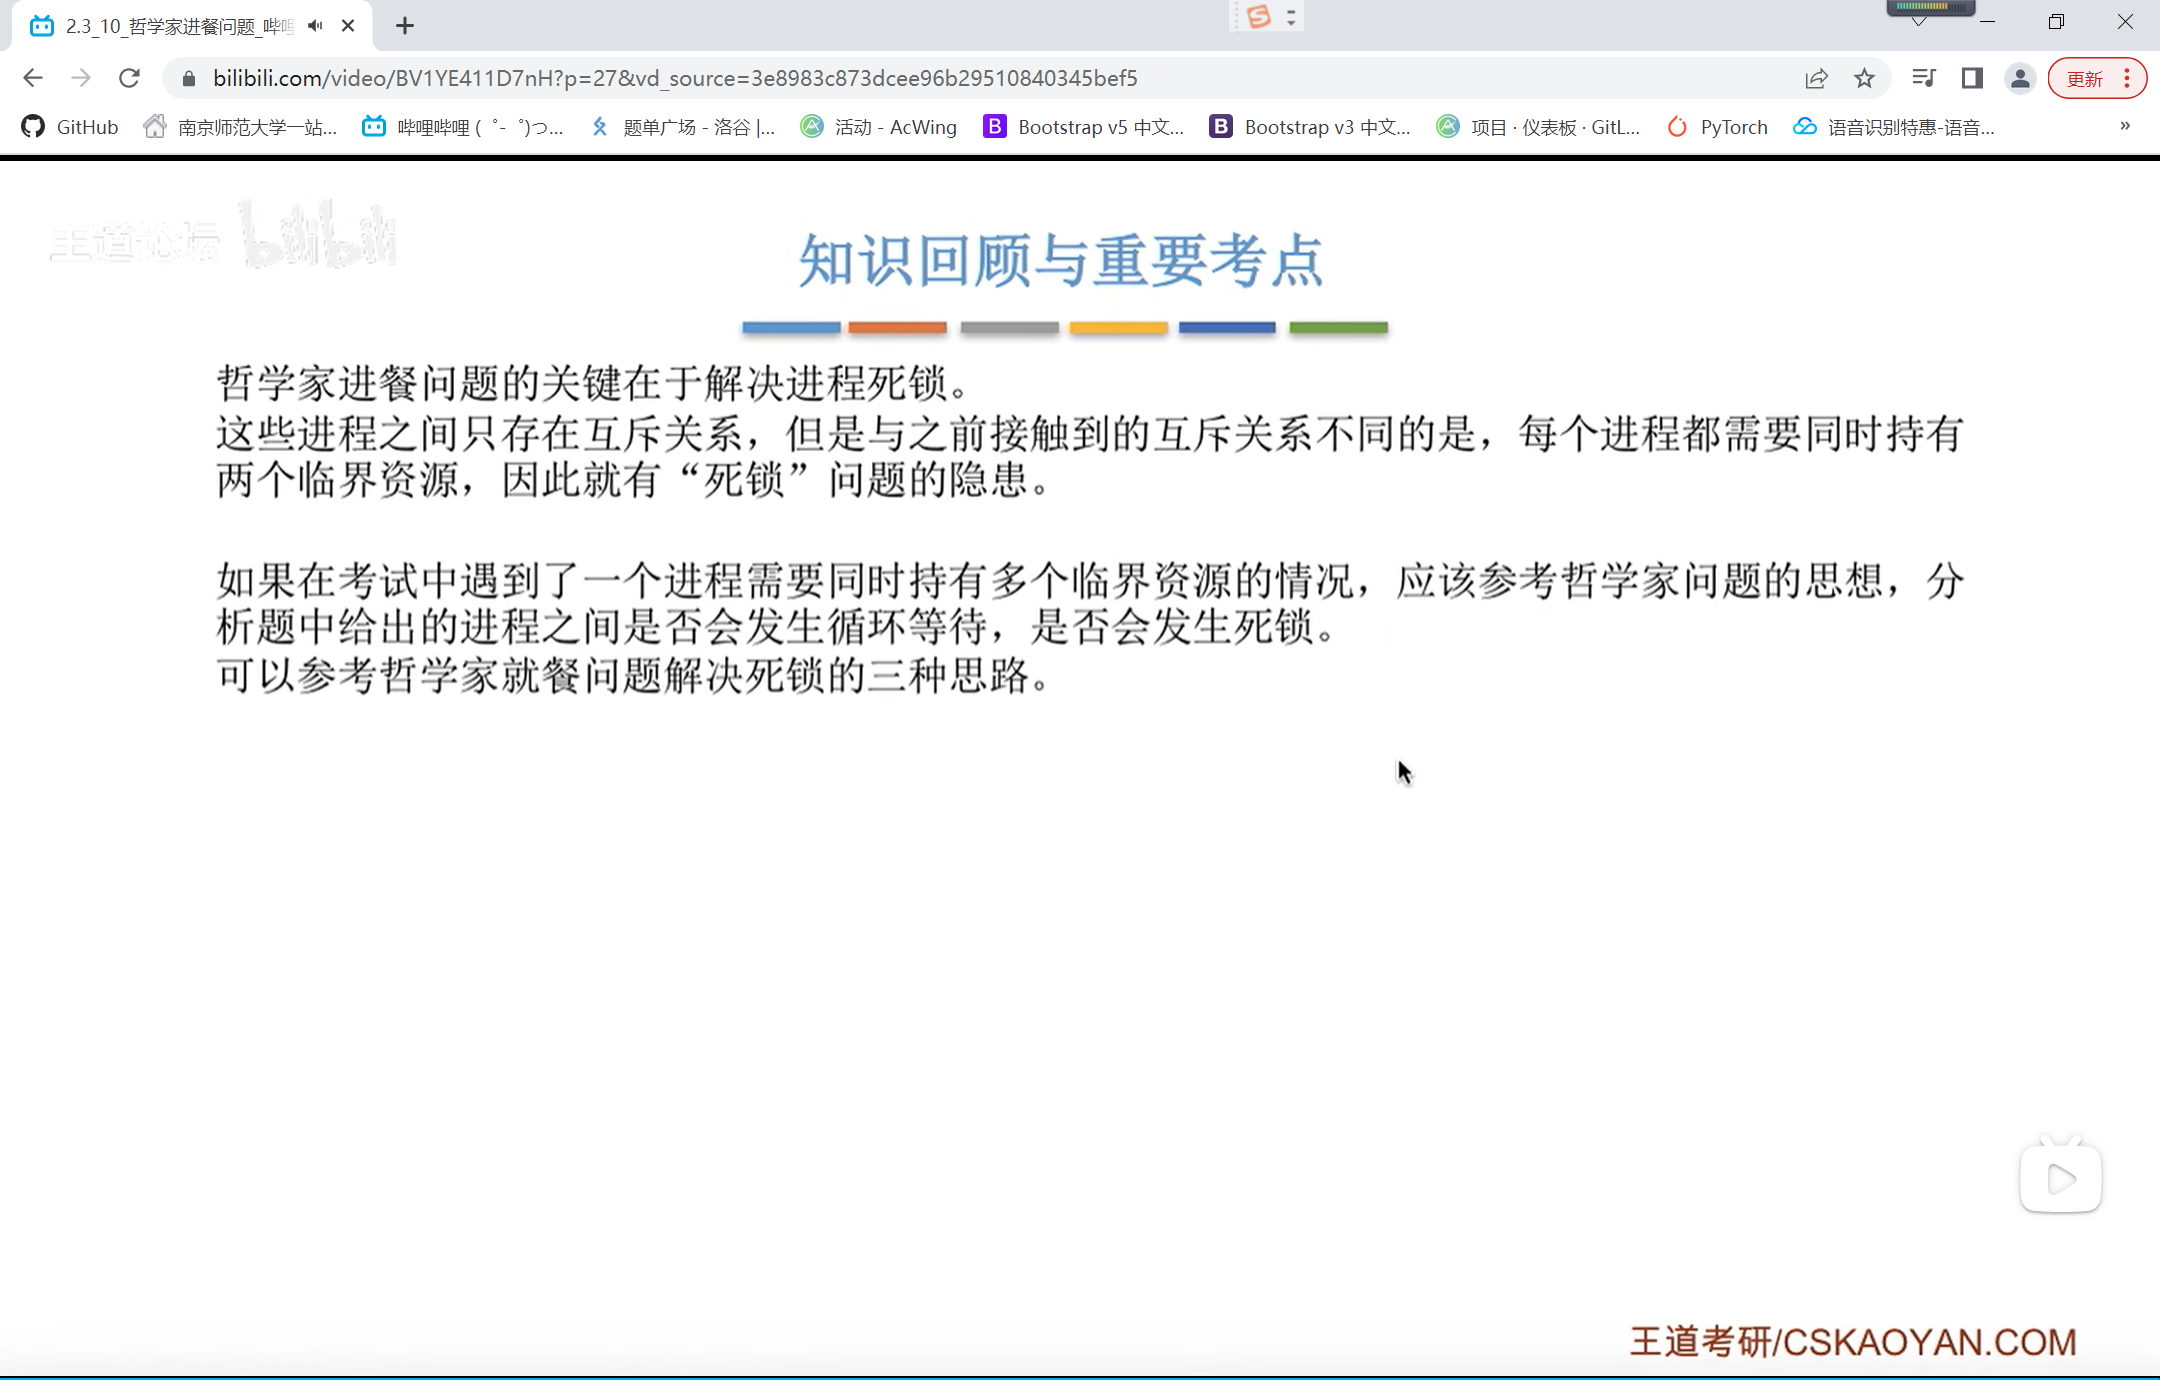 2.3_10_哲学家进餐问题_哔哩
bilibili.com/video/BV1YE411D7nH?p=27&vd_source=3e8983c873dcee96b29510840345bef5
更新
GitHub
南京师范大学一站...
哔哩哔哩 ( ゜- ゜)つ...
题单广场 - 洛谷 |...
活动 - AcWing
Bootstrap v5 中文...
Bootstrap v3 中文...
项目 · 仪表板 · GitL...
PyTorch
语音识别特惠-语音...
»
王道论坛 bilibili
知识回顾与重要考点
哲学家进餐问题的关键在于解决进程死锁。
这些进程之间只存在互斥关系，但是与之前接触到的互斥关系不同的是，每个进程都需要同时持有
两个临界资源，因此就有“死锁”问题的隐患。
如果在考试中遇到了一个进程需要同时持有多个临界资源的情况，应该参考哲学家问题的思想，分
析题中给出的进程之间是否会发生循环等待，是否会发生死锁。
可以参考哲学家就餐问题解决死锁的三种思路。
王道考研/CSKAOYAN.COM